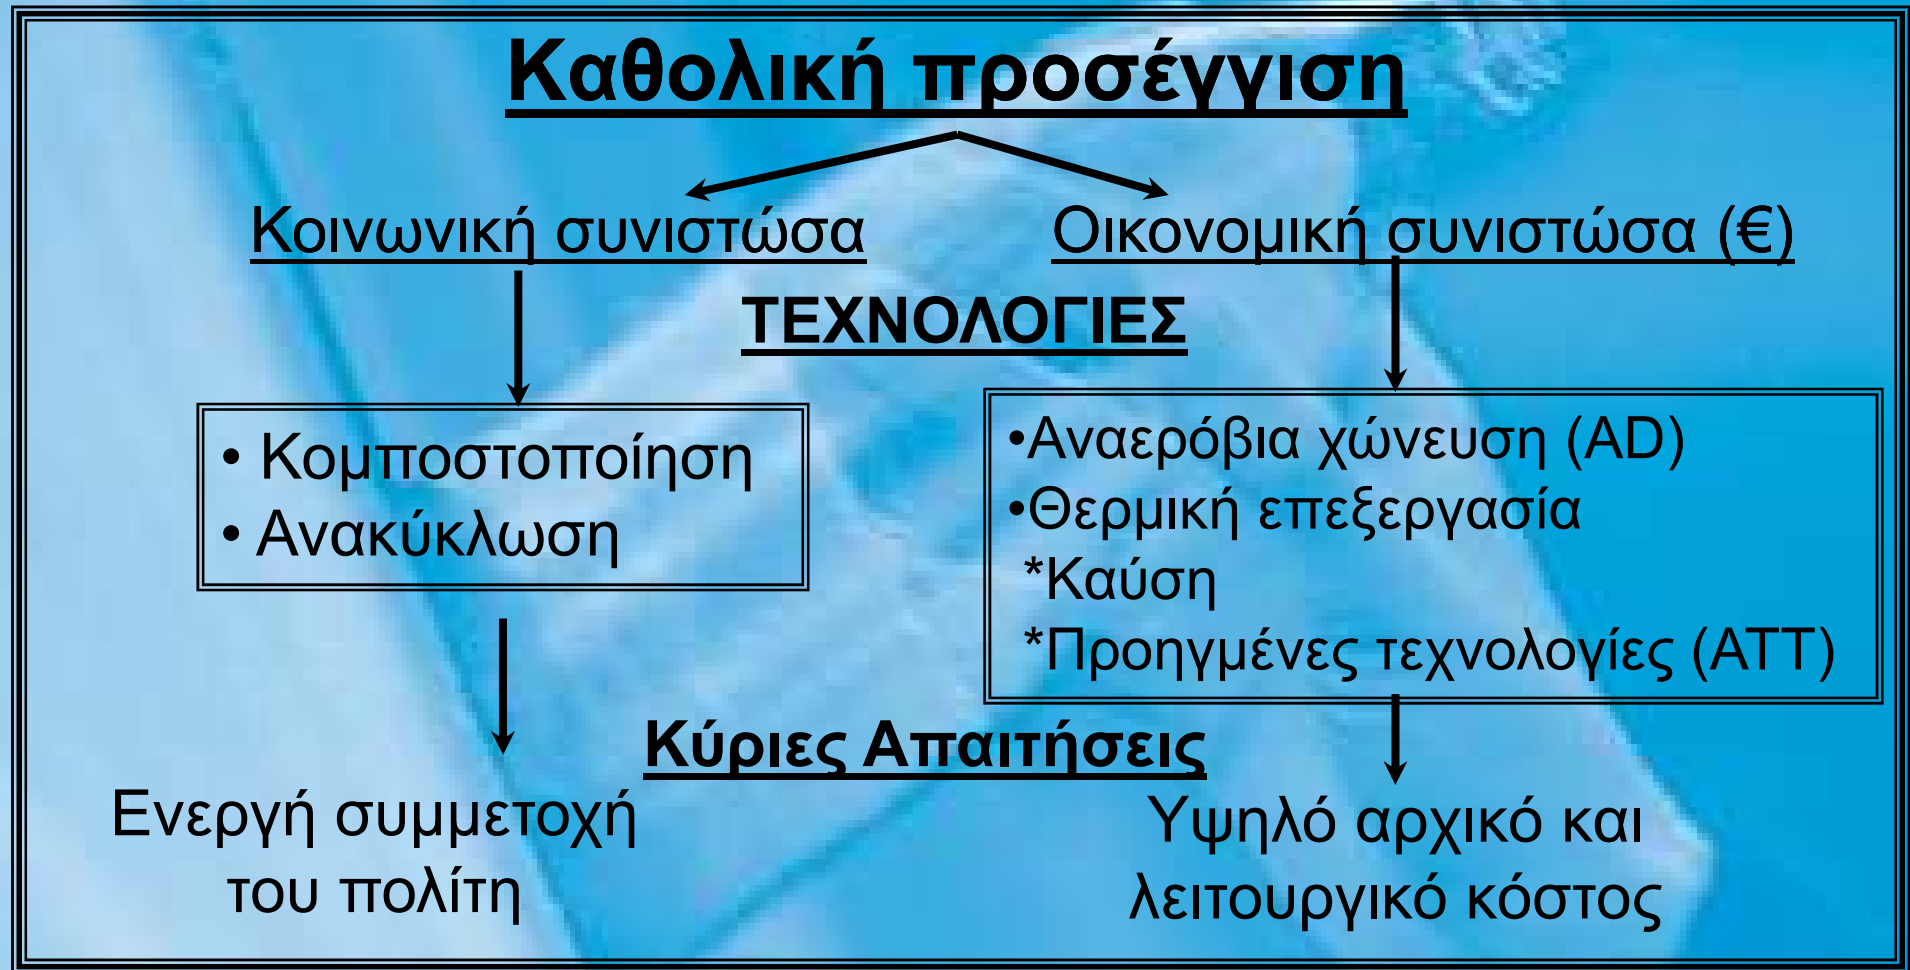 Καθολική προσέγγιση
Κοινωνική συνιστώσα
Οικονομική συνιστώσα (€)
ΤΕΧΝΟΛΟΓΙΕΣ
• Κομποστοποίηση
• Ανακύκλωση
•Αναερόβια χώνευση (AD)
•Θερμική επεξεργασία
*Καύση
*Προηγμένες τεχνολογίες (ATT)
Κύριες Απαιτήσεις
Ενεργή συμμετοχή
του πολίτη
Υψηλό αρχικό και
λειτουργικό κόστος